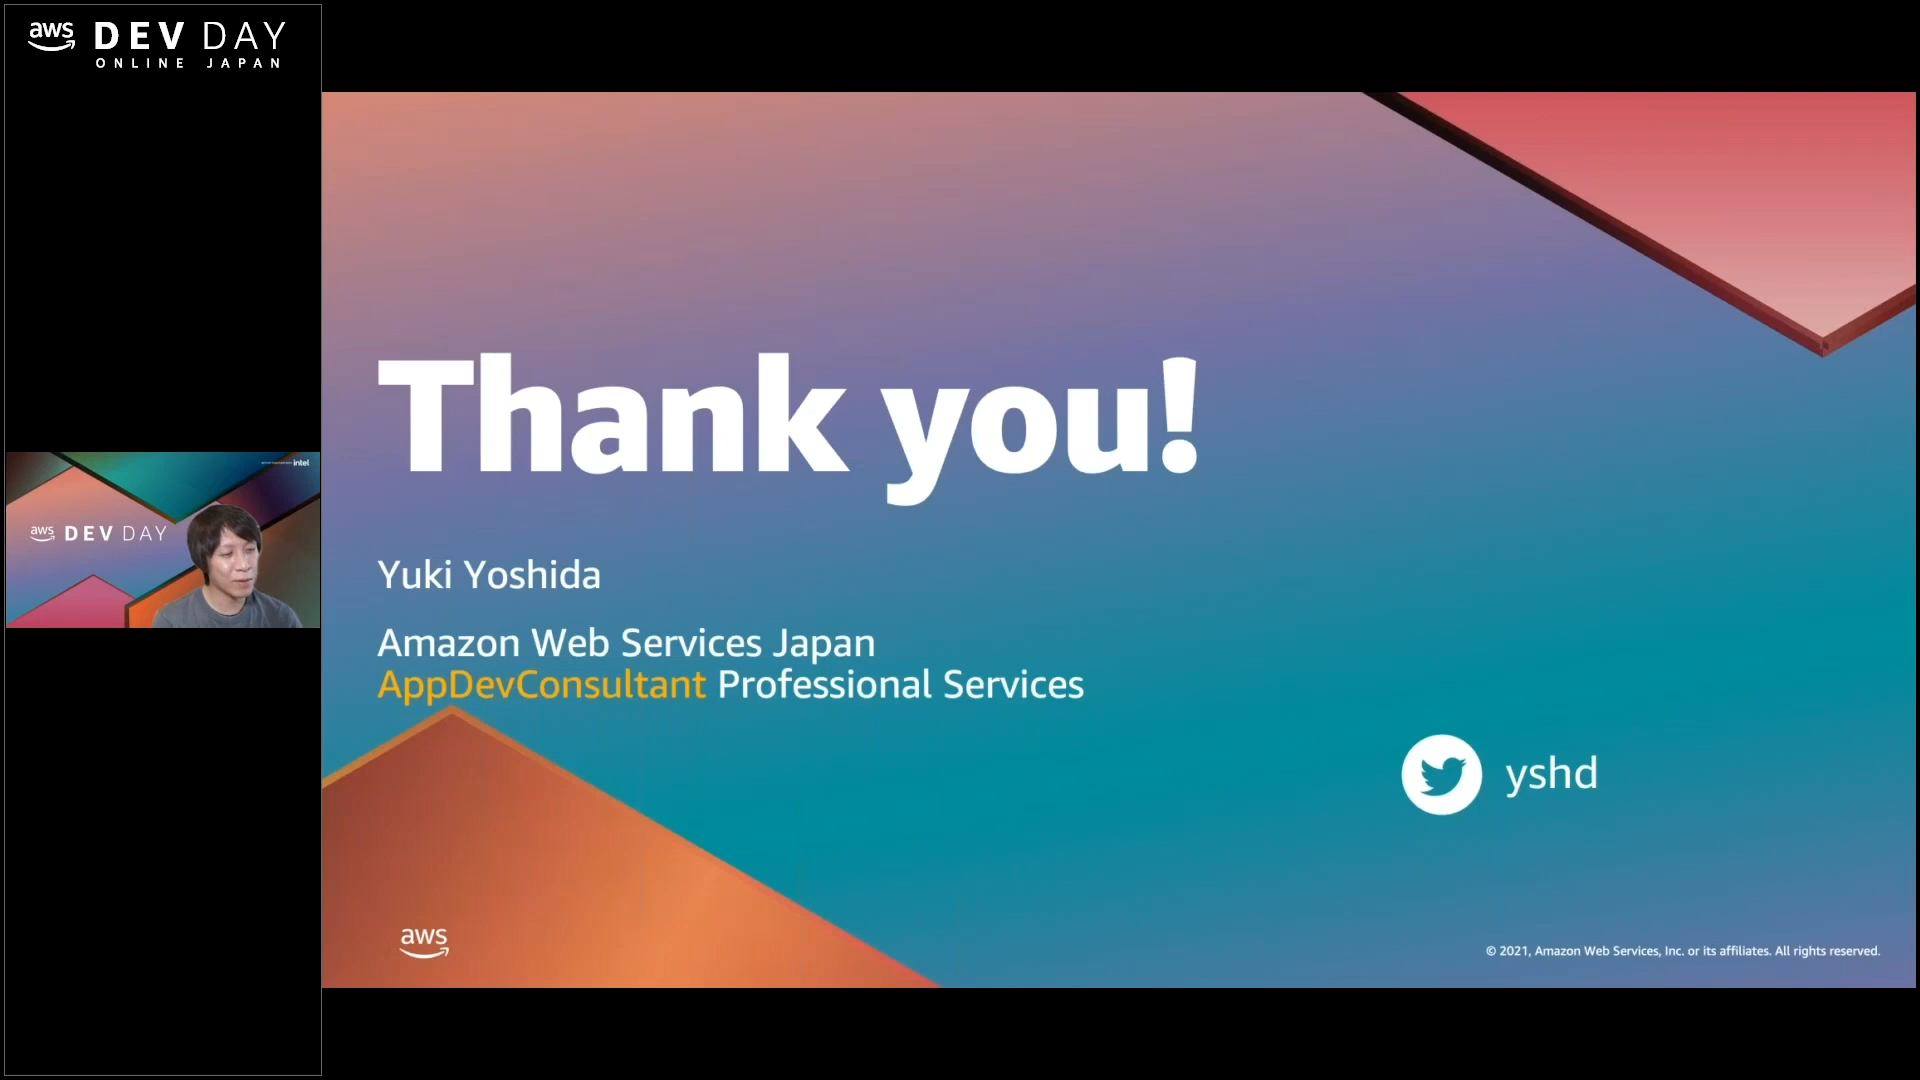 aws DEV DAY
ONLINE JAPAN
intel
aws DEV DAY
Thank you!
Yuki Yoshida
Amazon Web Services Japan
AppDevConsultant Professional Services
yshd
aws
© 2021, Amazon Web Services, Inc. or its affiliates. All rights reserved.